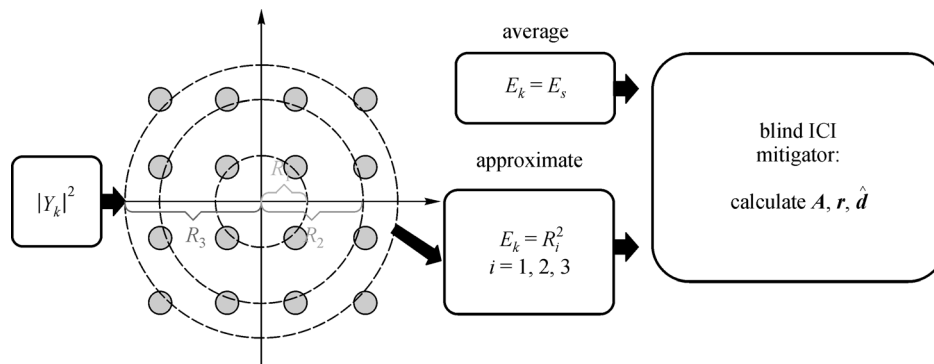 average
E_k = E_s
approximate
|Y_k|^2
R_1
R_3
R_2
E_k = R_i^2
i = 1, 2, 3
blind ICI
mitigator:
calculate A, r, d̂